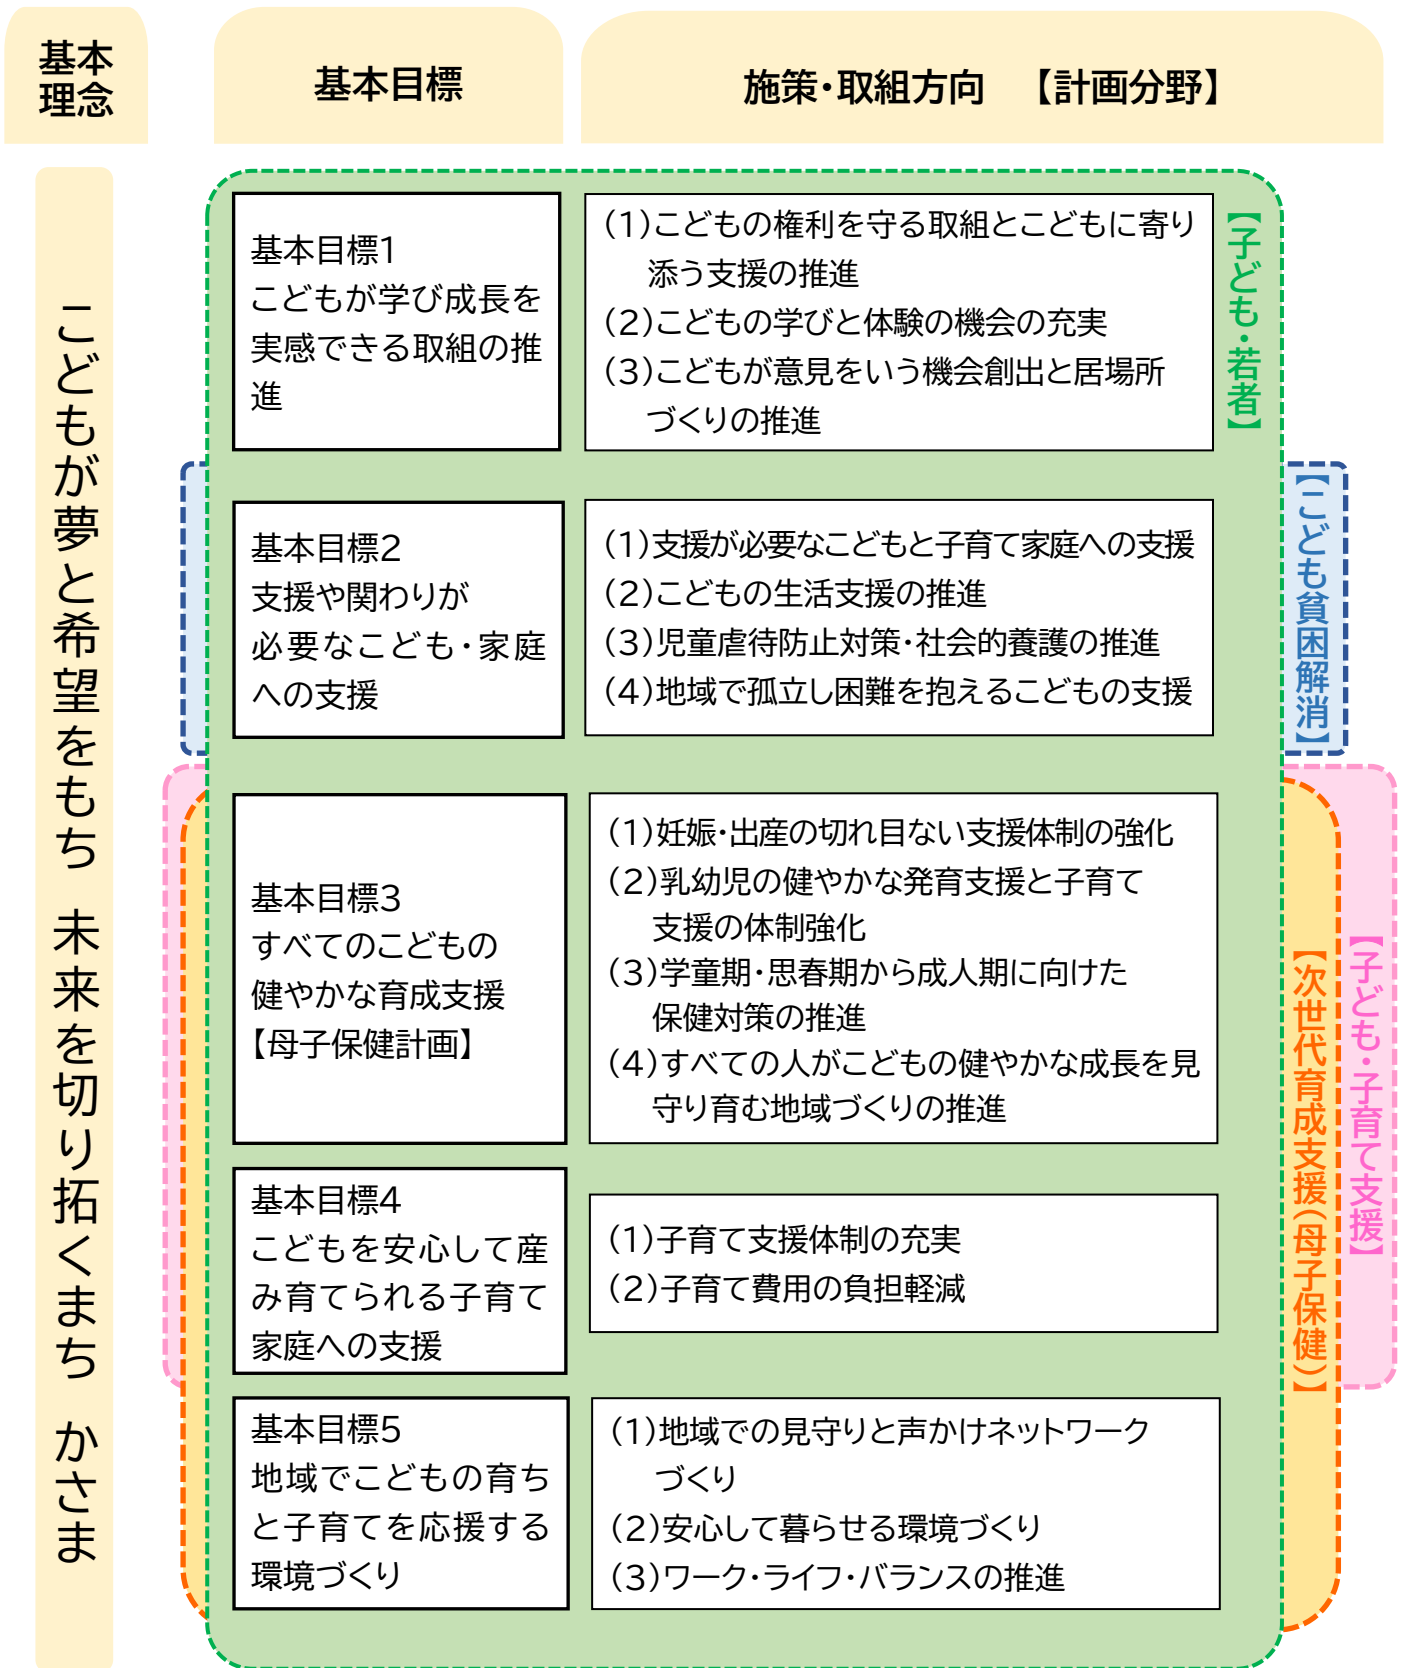 基本
理念
基本目標
施策・取組方向　【計画分野】
こどもが夢と希望をもち　未来を切り拓くまち　かさま
基本目標1
こどもが学び成長を
実感できる取組の推
進
(1)こどもの権利を守る取組とこどもに寄り
添う支援の推進
(2)こどもの学びと体験の機会の充実
(3)こどもが意見をいう機会創出と居場所
づくりの推進
【子ども・若者】
基本目標2
支援や関わりが
必要なこども・家庭
への支援
(1)支援が必要なこどもと子育て家庭への支援
(2)こどもの生活支援の推進
(3)児童虐待防止対策・社会的養護の推進
(4)地域で孤立し困難を抱えるこどもの支援
【こども貧困解消】
基本目標3
すべてのこどもの
健やかな育成支援
【母子保健計画】
(1)妊娠・出産の切れ目ない支援体制の強化
(2)乳幼児の健やかな発育支援と子育て
支援の体制強化
(3)学童期・思春期から成人期に向けた
保健対策の推進
(4)すべての人がこどもの健やかな成長を見
守り育む地域づくりの推進
基本目標4
こどもを安心して産
み育てられる子育て
家庭への支援
(1)子育て支援体制の充実
(2)子育て費用の負担軽減
【次世代育成支援(母子保健)】
【子ども・子育て支援】
基本目標5
地域でこどもの育ち
と子育てを応援する
環境づくり
(1)地域での見守りと声かけネットワーク
づくり
(2)安心して暮らせる環境づくり
(3)ワーク・ライフ・バランスの推進